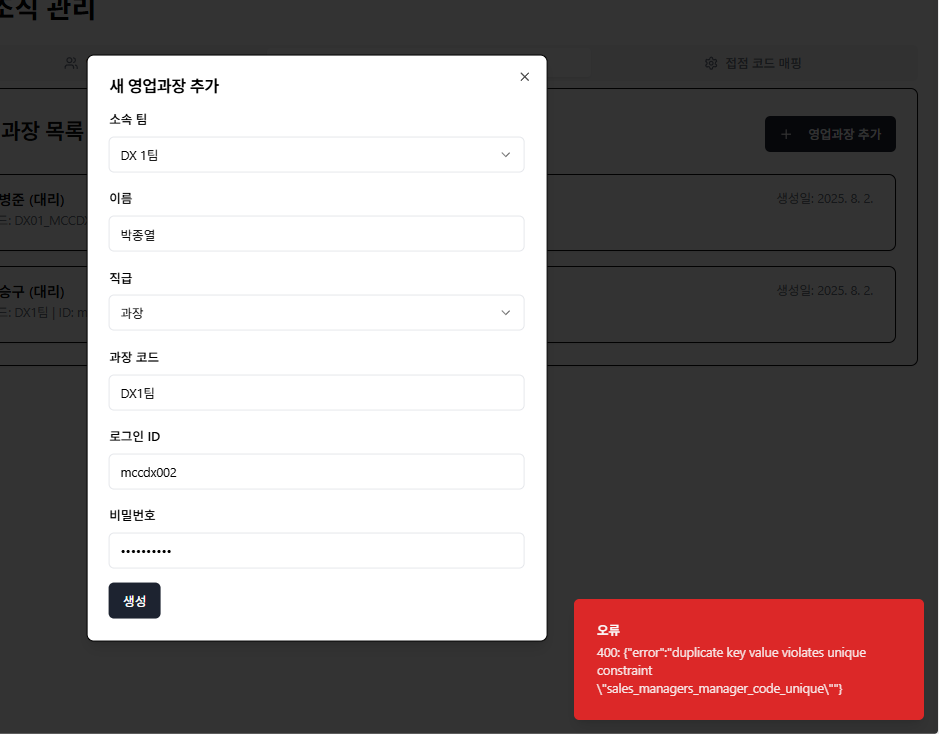 소식 관리
접점 코드 매핑
과장 목록
+ 영업과장 추가
병준 (대리)
생성일: 2025. 8. 2.
드: DX01_MCCDX
승구 (대리)
생성일: 2025. 8. 2.
드: DX1팀 | ID: m
새 영업과장 추가
소속 팀
DX 1팀
이름
박종열
직급
과장
과장 코드
DX1팀
로그인 ID
mccdx002
비밀번호
••••••••••
생성
오류
400: {"error":"duplicate key value violates unique
constraint
\"sales_managers_manager_code_unique\""}